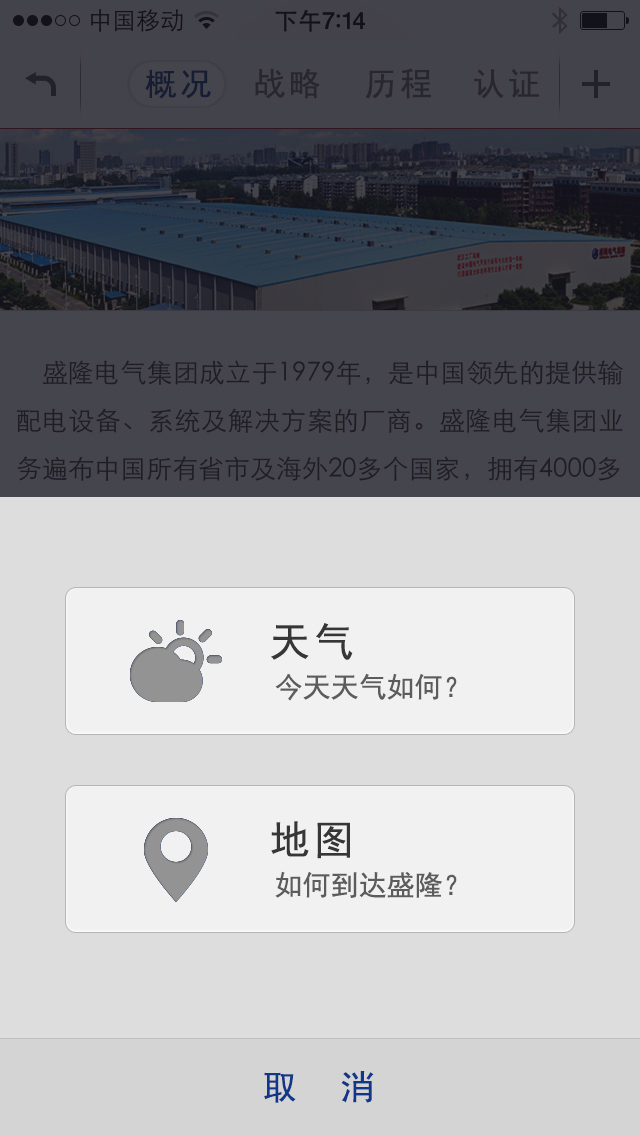 中国移动 下午7:14
概况 战略 历程 认证
盛隆电气集团成立于1979年，是中国领先的提供输
配电设备、系统及解决方案的厂商。盛隆电气集团业
务遍布中国所有省市及海外20多个国家，拥有4000多
天气
今天天气如何？
地图
如何到达盛隆？
取 消